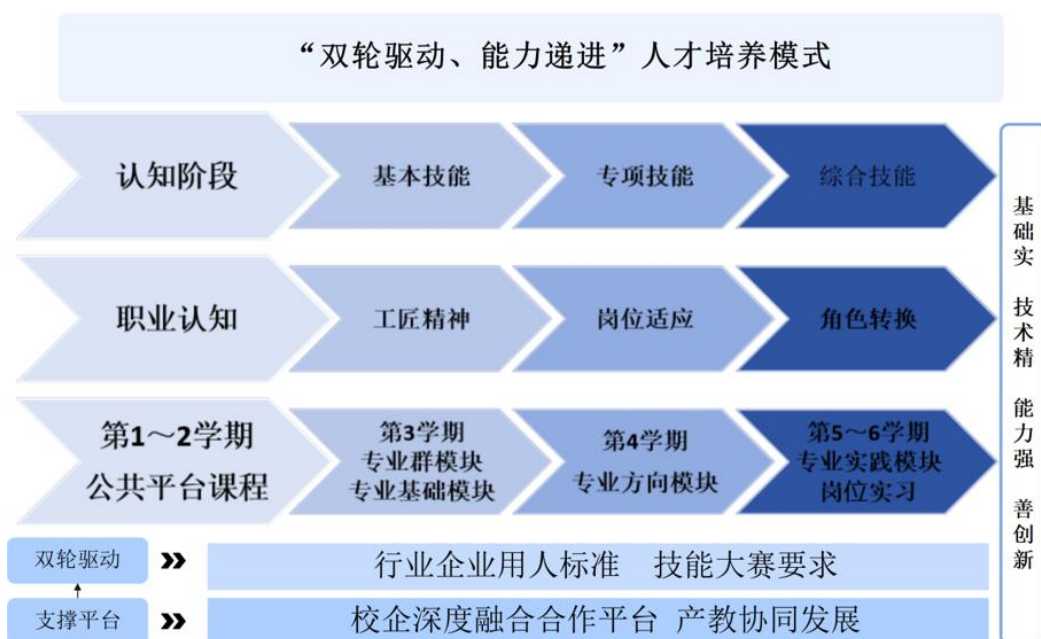 “双轮驱动、能力递进”人才培养模式
认知阶段
基本技能
专项技能
综合技能
职业认知
工匠精神
岗位适应
角色转换
第1～2学期
公共平台课程
第3学期
专业群模块
专业基础模块
第4学期
专业方向模块
第5～6学期
专业实践模块
岗位实习
基础实 技术精 能力强 善创新
双轮驱动
行业企业用人标准 技能大赛要求
支撑平台
校企深度融合合作平台 产教协同发展